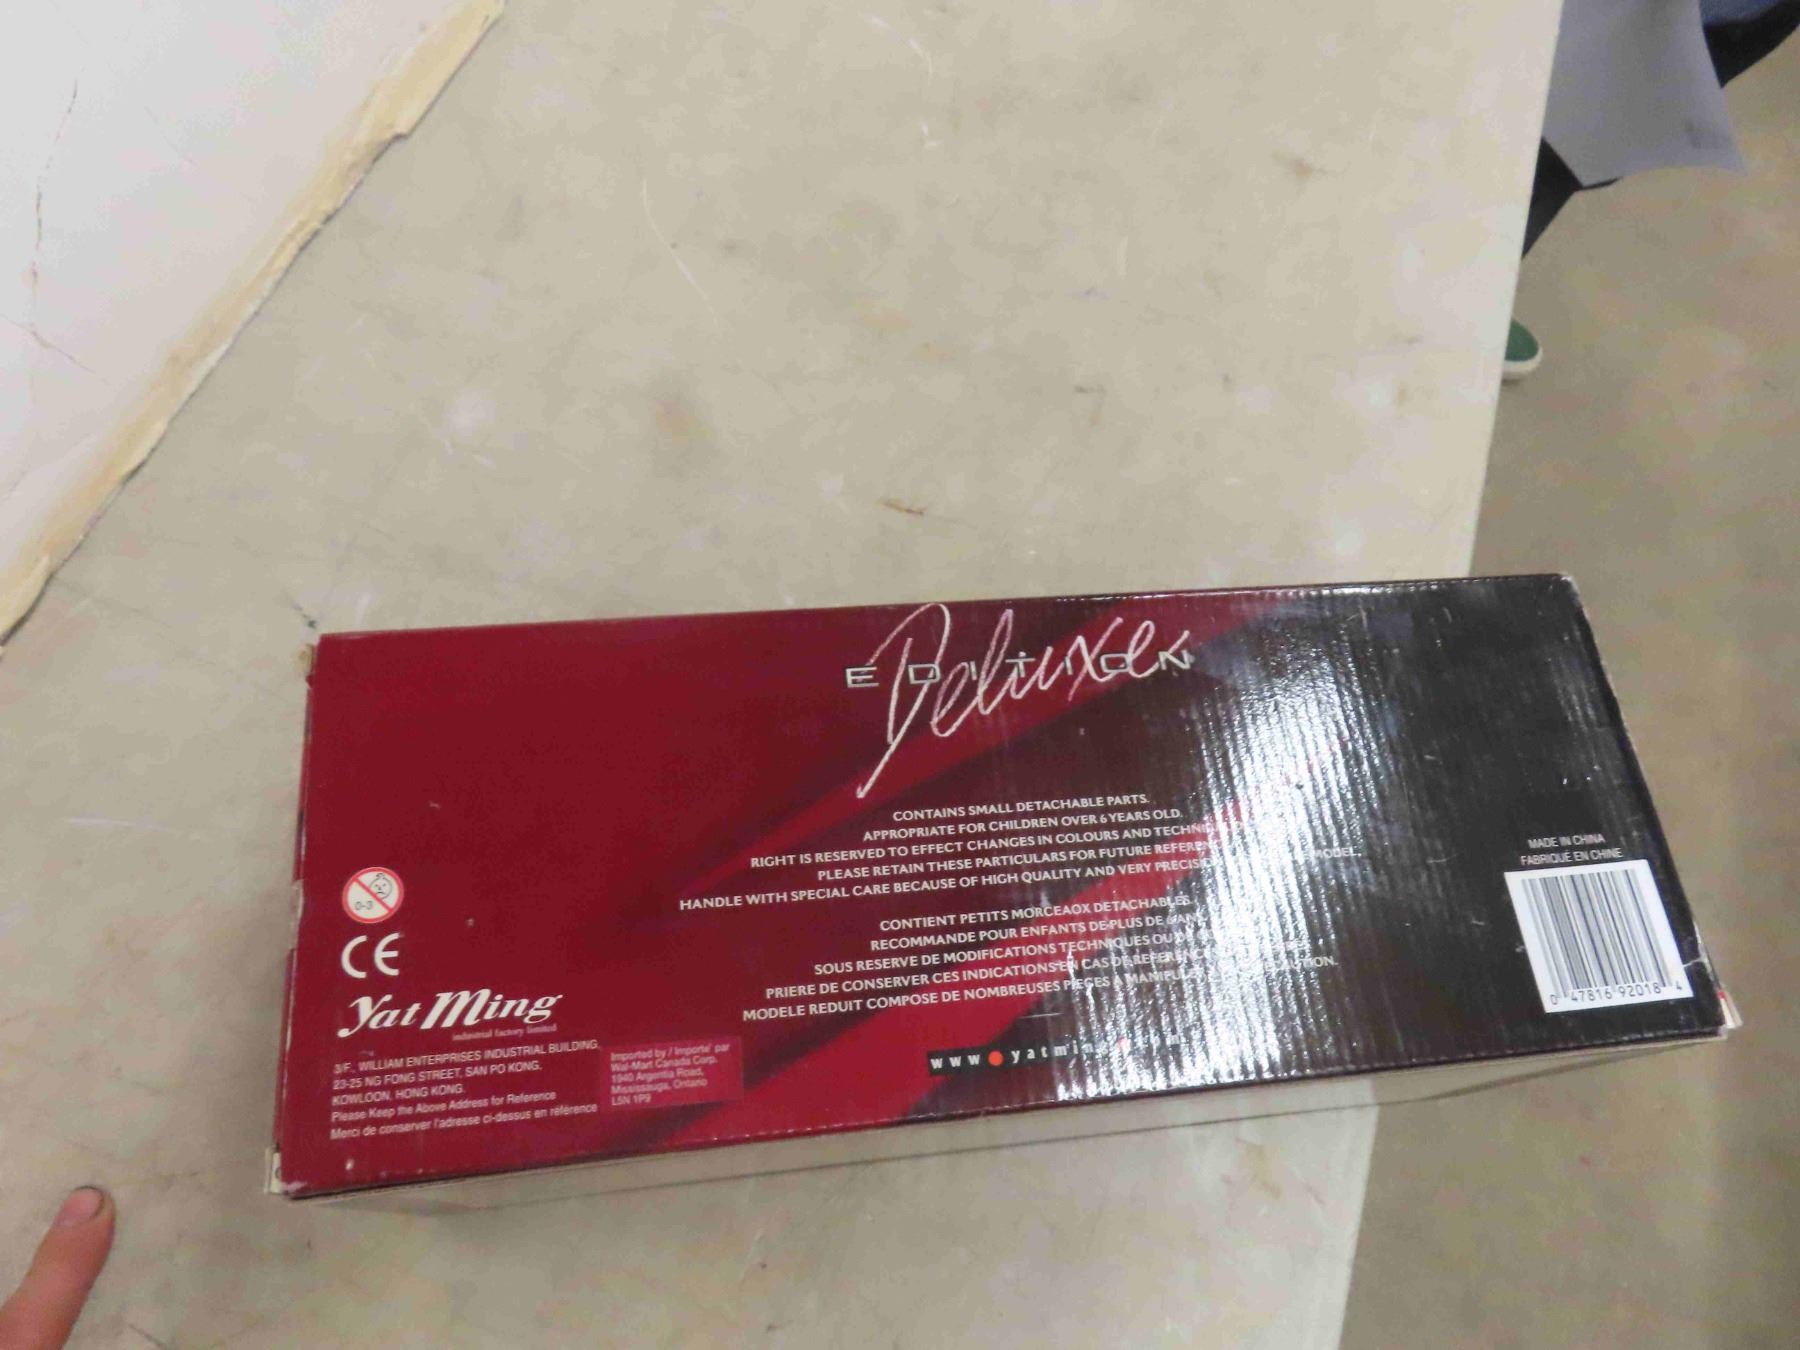 Deluxe
EDITION
CONTAINS SMALL DETACHABLE PARTS.
APPROPRIATE FOR CHILDREN OVER 6 YEARS OLD.
RIGHT IS RESERVED TO EFFECT CHANGES IN COLOURS AND
PLEASE RETAIN THESE PARTICULARS FOR FUTURE
HANDLE WITH SPECIAL CARE BECAUSE OF HIGH QUALITY AND VERY MODEL.
CONTIENT PETITS MORCEAOX DETACHABLES.
RECOMMANDE POUR ENFANTS DE PLUS DE 6
SOUS RESERVE DE MODIFICATIONS TECHNIQUES OU
PRIERE DE CONSERVER CES INDICATIONS EN CAS DE
MODELE REDUIT COMPOSE DE NOMBREUSES PIECES A
www.
0-3
CE
Yat Ming
industrial factory limited
3/F., WILLIAM ENTERPRISES INDUSTRIAL BUILDING,
23-25 NG FONG STREET, SAN PO KONG,
KOWLOON, HONG KONG.
Please Keep the Above Address for Reference
Merci de conserver l'adresse ci-dessus en référence
Imported by / Importe' par
Wal-Mart Canada Corp.
1940 Argentia Road,
Mississauga, Ontario
L5N 1P9
MADE IN CHINA
FABRIQUE EN CHINE
0 47816 92018 4